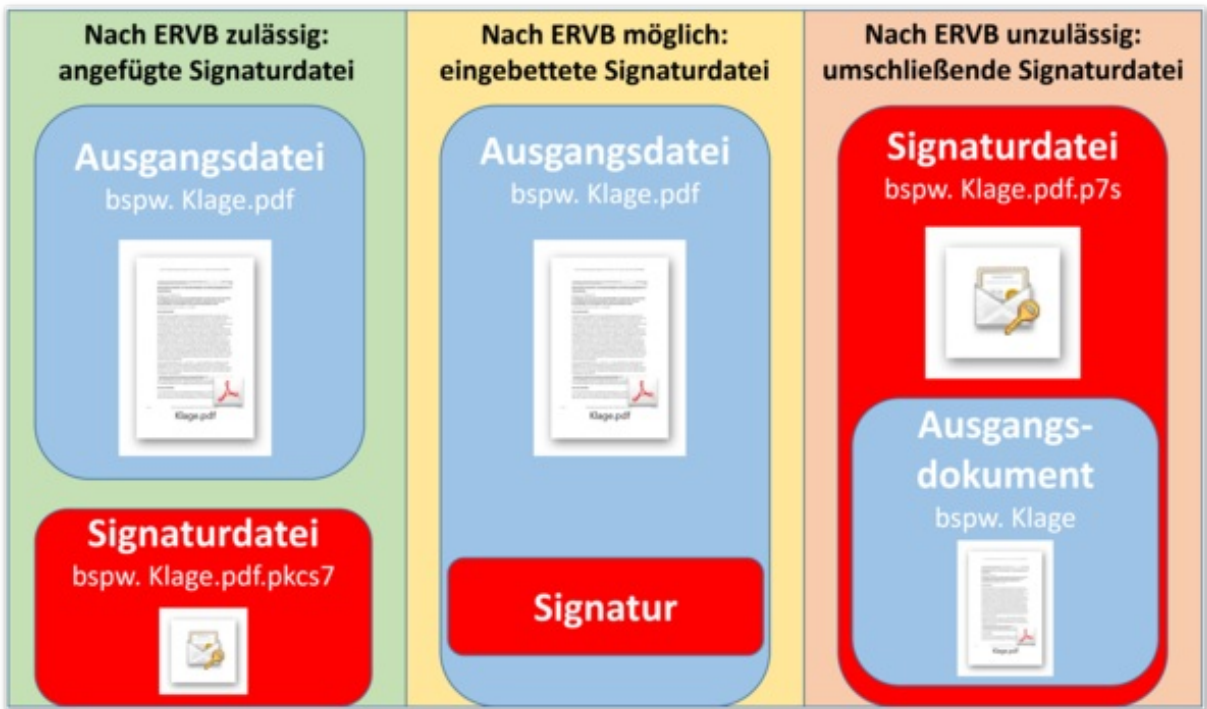 Nach ERVB zulässig:
angefügte Signaturdatei
Ausgangsdatei
bspw. Klage.pdf
Klage.pdf
Signaturdatei
bspw. Klage.pdf.pkcs7
Nach ERVB möglich:
eingebettete Signaturdatei
Ausgangsdatei
bspw. Klage.pdf
Klage.pdf
Signatur
Nach ERVB unzulässig:
umschließende Signaturdatei
Signaturdatei
bspw. Klage.pdf.p7s
Ausgangs-
dokument
bspw. Klage
Klage.pdf